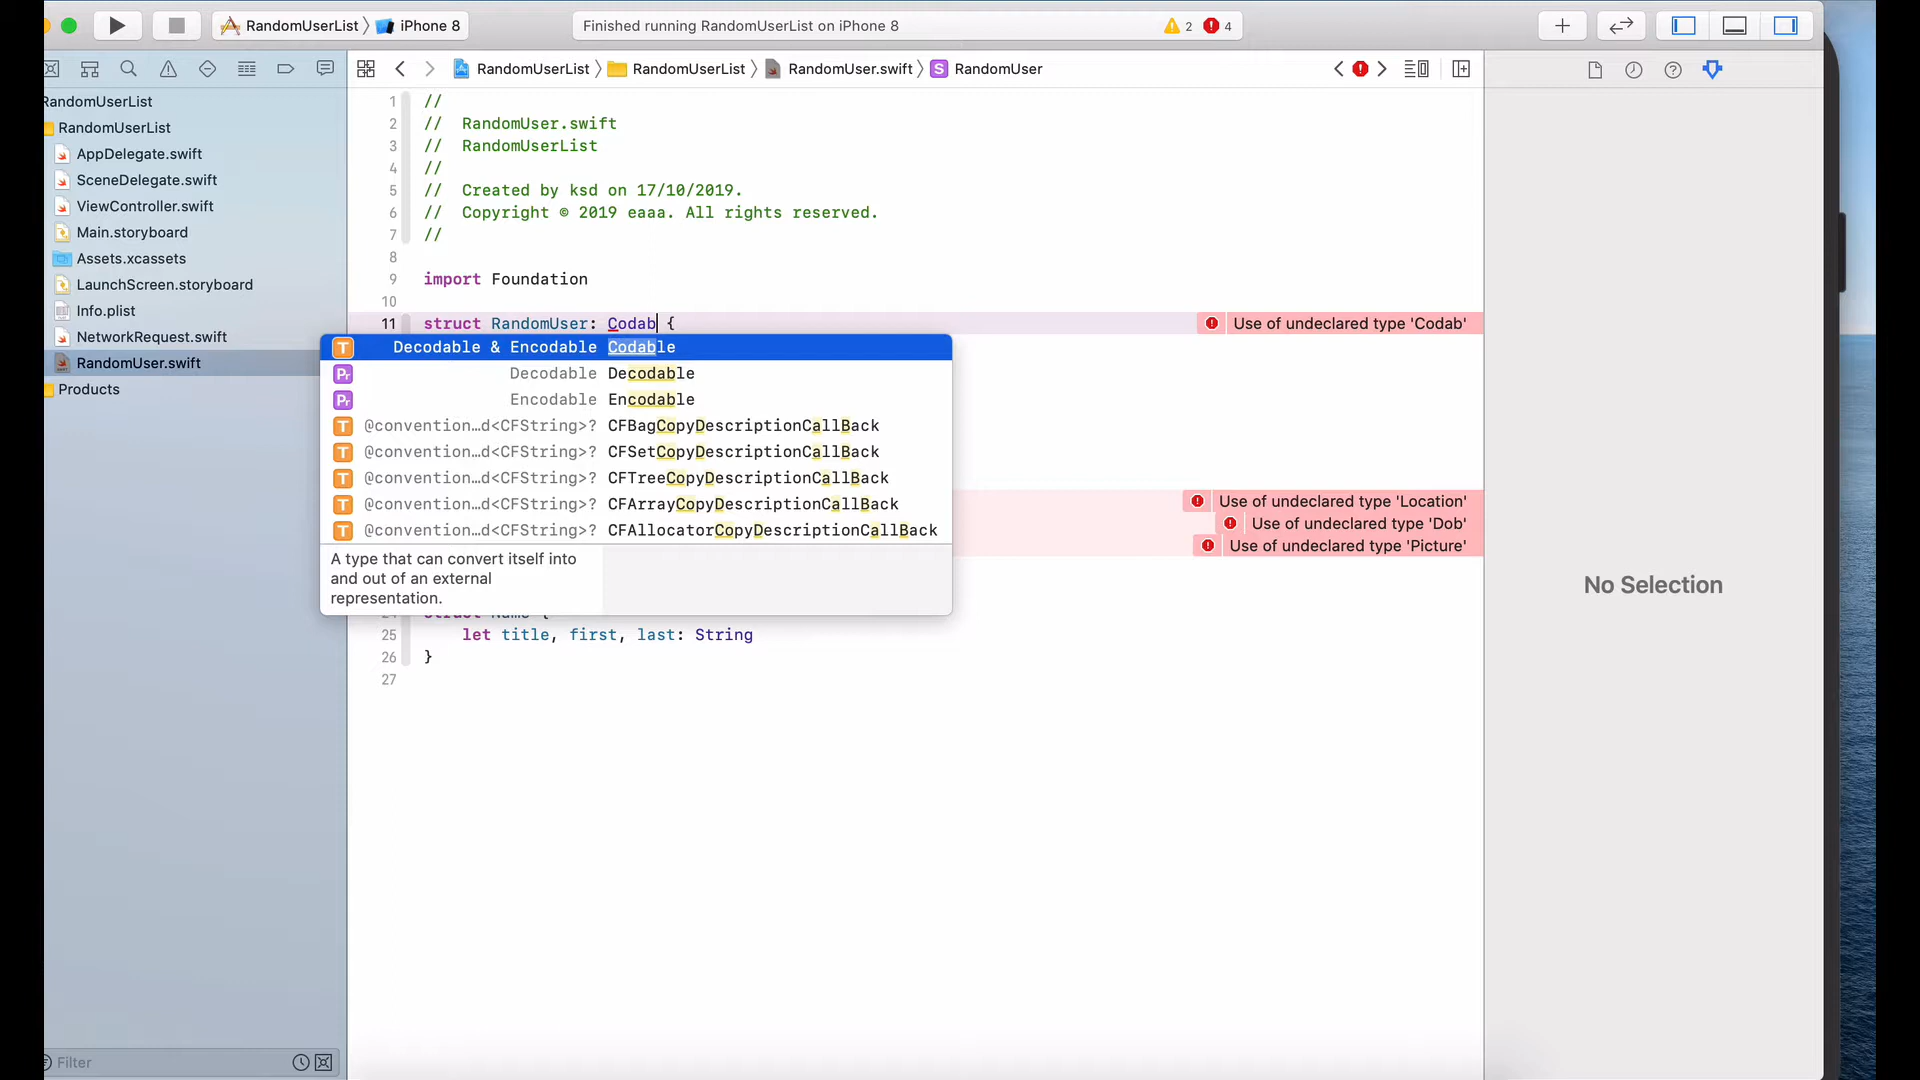 RandomUserList 〉 iPhone 8
Finished running RandomUserList on iPhone 8
2
4
RandomUserList 〉 RandomUserList 〉 RandomUser.swift 〉 S RandomUser
RandomUserList
RandomUserList
AppDelegate.swift
SceneDelegate.swift
ViewController.swift
Main.storyboard
Assets.xcassets
LaunchScreen.storyboard
Info.plist
NetworkRequest.swift
RandomUser.swift
Products
Filter
1 //
2 //  RandomUser.swift
3 //  RandomUserList
4 //
5 //  Created by ksd on 17/10/2019.
6 //  Copyright © 2019 eaaa. All rights reserved.
7 //
8
9 import Foundation
10
11 struct RandomUser: Codab {
Use of undeclared type 'Codab'
T Decodable & Encodable Codable
Pr Decodable Decodable
Pr Encodable Encodable
T @convention…d<CFString>? CFBagCopyDescriptionCallBack
T @convention…d<CFString>? CFSetCopyDescriptionCallBack
T @convention…d<CFString>? CFTreeCopyDescriptionCallBack
T @convention…d<CFString>? CFArrayCopyDescriptionCallBack
T @convention…d<CFString>? CFAllocatorCopyDescriptionCallBack
A type that can convert itself into
and out of an external
representation.
Use of undeclared type 'Location'
Use of undeclared type 'Dob'
Use of undeclared type 'Picture'
25     let title, first, last: String
26 }
27
No Selection